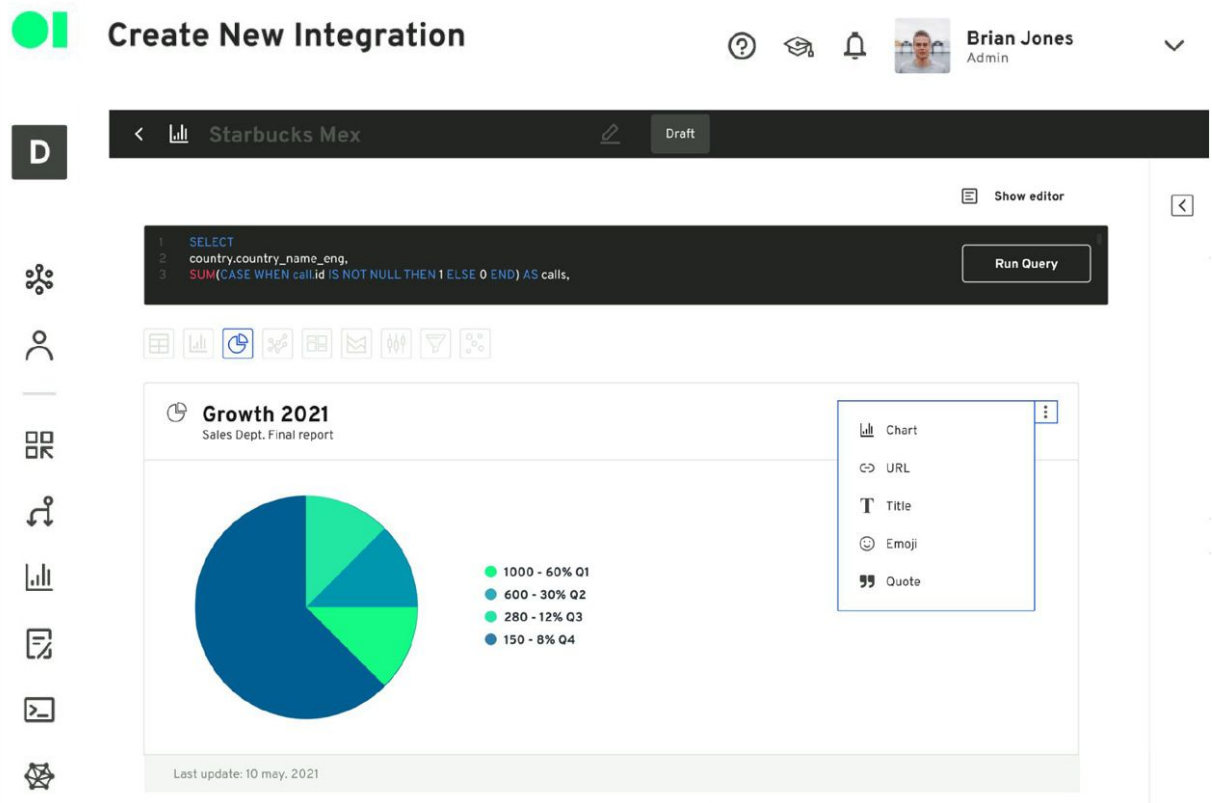 Create New Integration
Brian Jones
Admin
D
Starbucks Mex
Draft
Show editor
1 SELECT
2 country.country_name_eng,
3 SUM(CASE WHEN call.id IS NOT NULL THEN 1 ELSE 0 END) AS calls,
Run Query
Growth 2021
Sales Dept. Final report
Chart
URL
Title
Emoji
Quote
1000 - 60% Q1
600 - 30% Q2
280 - 12% Q3
150 - 8% Q4
Last update: 10 may. 2021